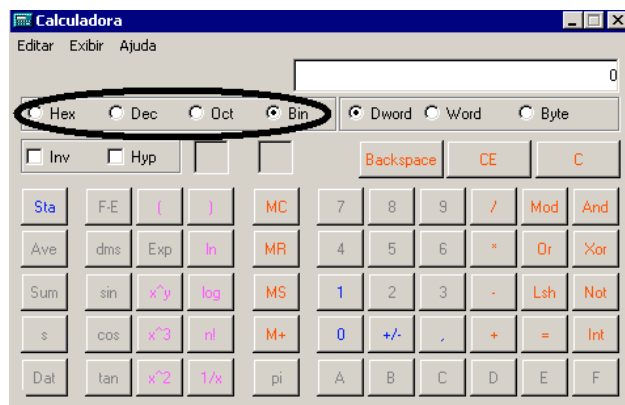 Calculadora
Editar Exibir Ajuda
0
Hex Dec Oct Bin Dword Word Byte
Inv Hyp Backspace CE C
Sta F-E ( ) MC 7 8 9 / Mod And
Ave dms Exp ln MR 4 5 6 * Or Xor
Sum sin x^y log MS 1 2 3 - Lsh Not
s cos x^3 n! M+ 0 +/- , + = Int
Dat tan x^2 1/x pi A B C D E F